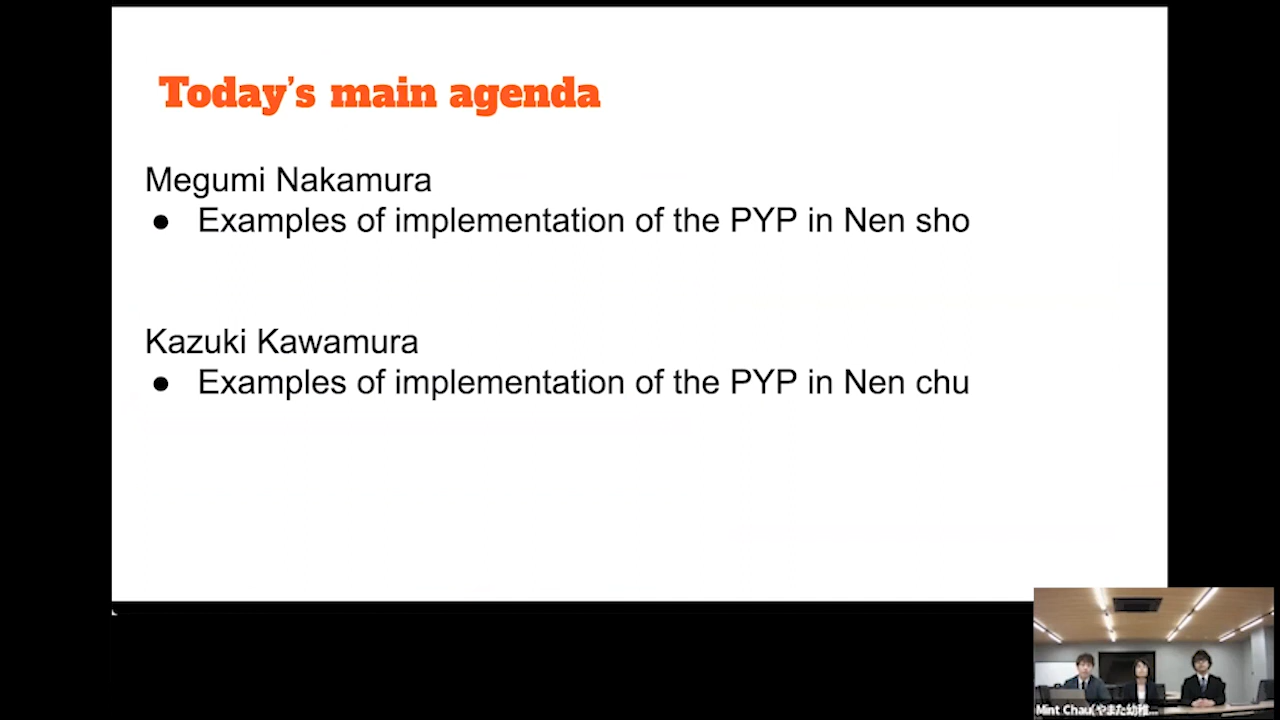 Today's main agenda
Megumi Nakamura
● Examples of implementation of the PYP in Nen sho
Kazuki Kawamura
● Examples of implementation of the PYP in Nen chu
Mint Chau(やまた幼稚...